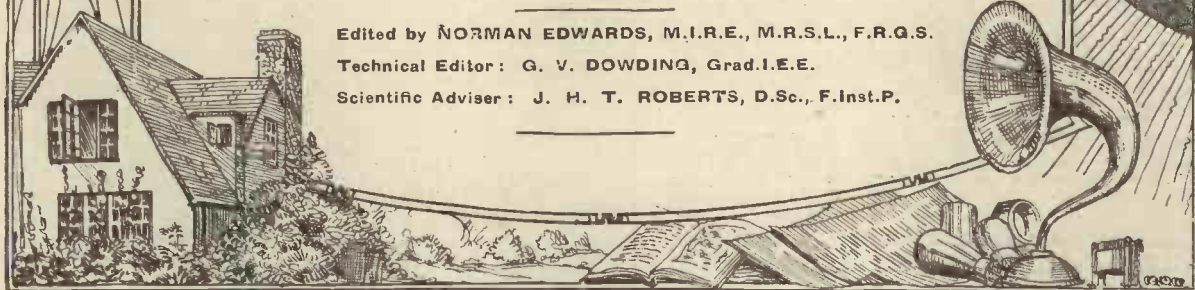 Edited by NORMAN EDWARDS, M.I.R.E., M.R.S.L., F.R.G.S.
Technical Editor: G. V. DOWDING, Grad.I.E.E.
Scientific Adviser: J. H. T. ROBERTS, D.Sc., F.Inst.P.